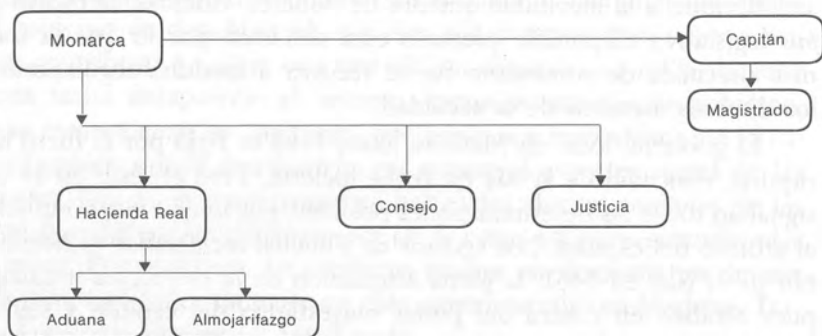 Monarca
Capitán
Magistrado
Hacienda Real
Consejo
Justicia
Aduana
Almojarifazgo